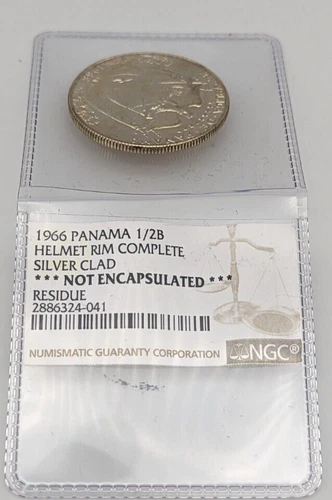 1966 PANAMA 1/2B
HELMET RIM COMPLETE
SILVER CLAD
*** NOT ENCAPSULATED ***
RESIDUE
2886324-041
NUMISMATIC GUARANTY CORPORATION NGC®